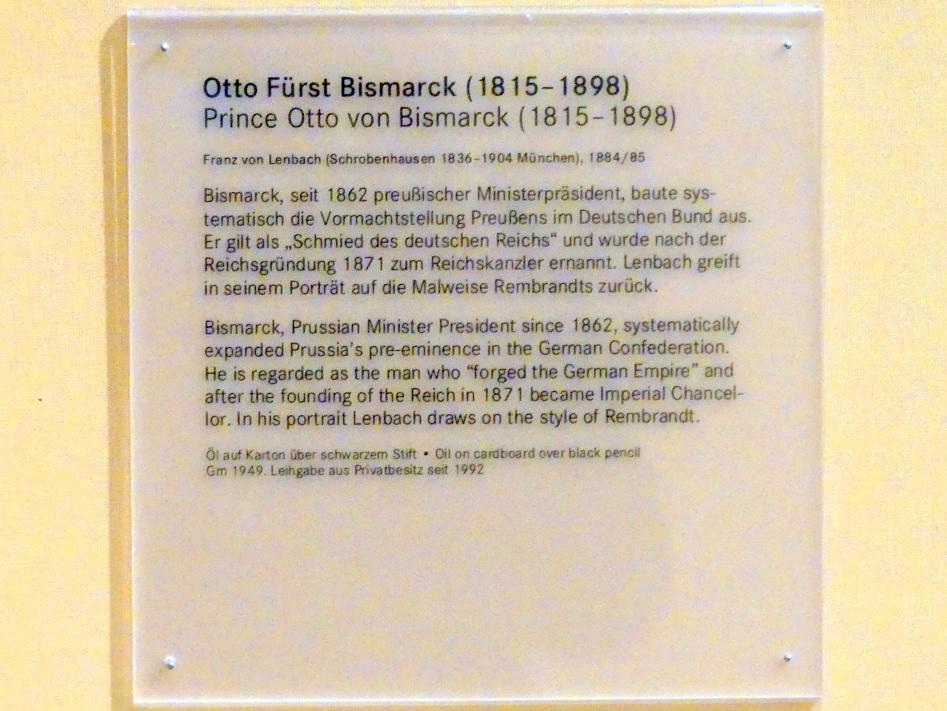 Otto Fürst Bismarck (1815–1898)
Prince Otto von Bismarck (1815–1898)
Franz von Lenbach (Schrobenhausen 1836–1904 München), 1884/85
Bismarck, seit 1862 preußischer Ministerpräsident, baute sys-
tematisch die Vormachtstellung Preußens im Deutschen Bund aus.
Er gilt als „Schmied des deutschen Reichs“ und wurde nach der
Reichsgründung 1871 zum Reichskanzler ernannt. Lenbach greift
in seinem Porträt auf die Malweise Rembrandts zurück.
Bismarck, Prussian Minister President since 1862, systematically
expanded Prussia's pre-eminence in the German Confederation.
He is regarded as the man who “forged the German Empire” and
after the founding of the Reich in 1871 became Imperial Chancel-
lor. In his portrait Lenbach draws on the style of Rembrandt.
Öl auf Karton über schwarzem Stift • Oil on cardboard over black pencil
Gm 1949. Leihgabe aus Privatbesitz seit 1992